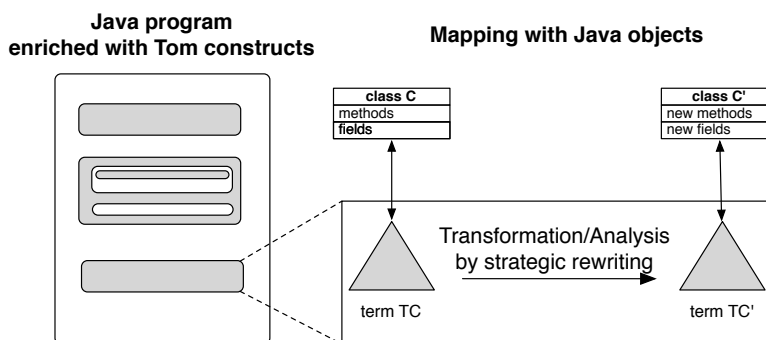 Java program
enriched with Tom constructs
Mapping with Java objects
class C
methods
fields
class C'
new methods
new fields
Transformation/Analysis
by strategic rewriting
term TC
term TC'